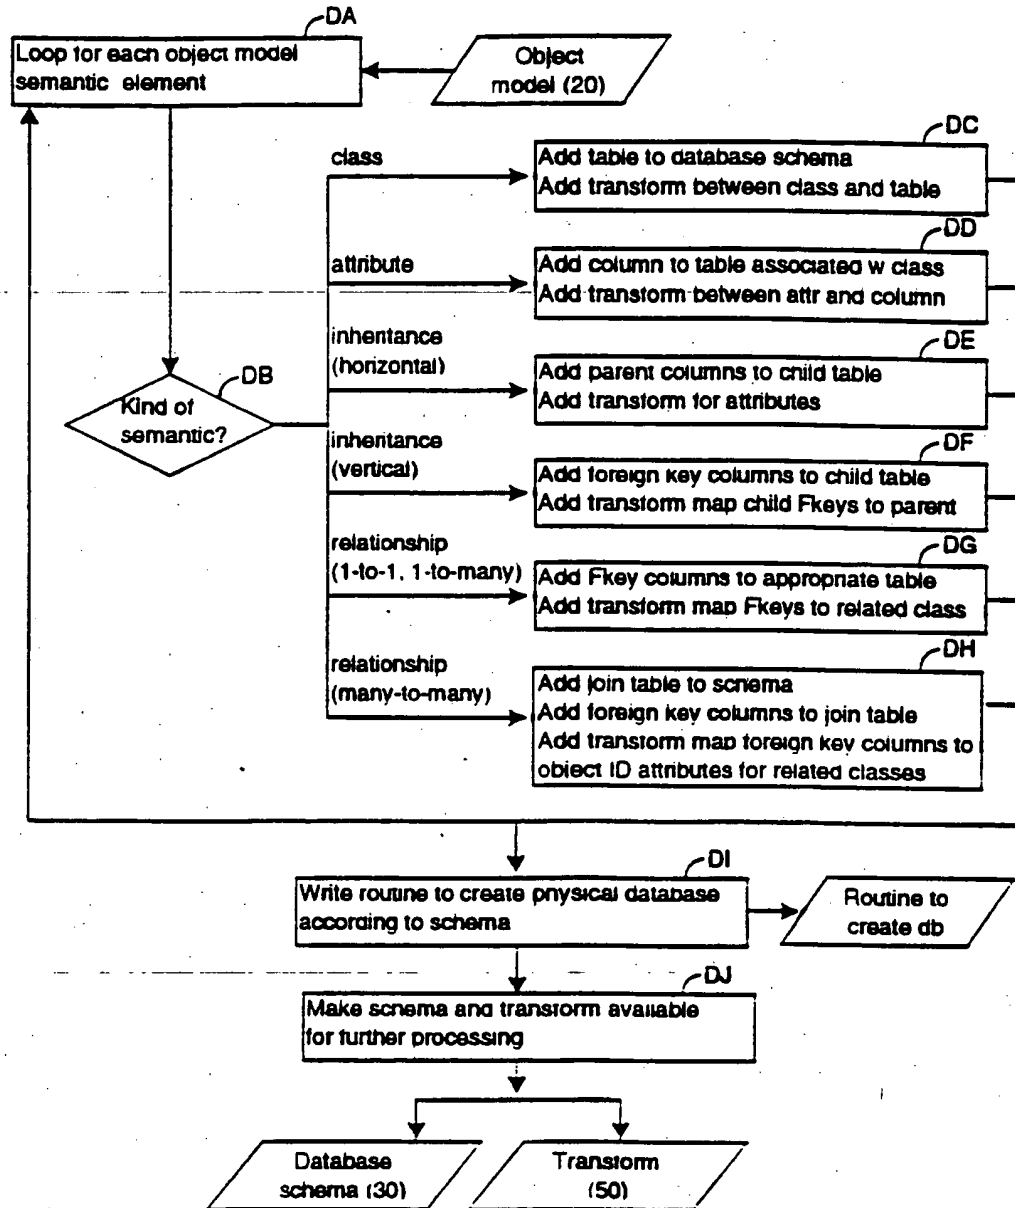 DA
Loop for each object model
semantic element
Object
model (20)
DC
class
Add table to database schema
Add transform between class and table
DD
attribute
Add column to table associated w class
Add transform between attr and column
inheritance
(horizontal)
DE
Add parent columns to child table
Add transform for attributes
DB
Kind of
semantic?
inheritance
(vertical)
DF
Add foreign key columns to child table
Add transform map child Fkeys to parent
relationship
(1-to-1, 1-to-many)
DG
Add Fkey columns to appropriate table
Add transform map Fkeys to related class
relationship
(many-to-many)
DH
Add join table to schema
Add foreign key columns to join table
Add transform map foreign key columns to
object ID attributes for related classes
DI
Write routine to create physical database
according to schema
Routine to
create db
DJ
Make schema and transform available
for further processing
Database
schema (30)
Transform
(50)